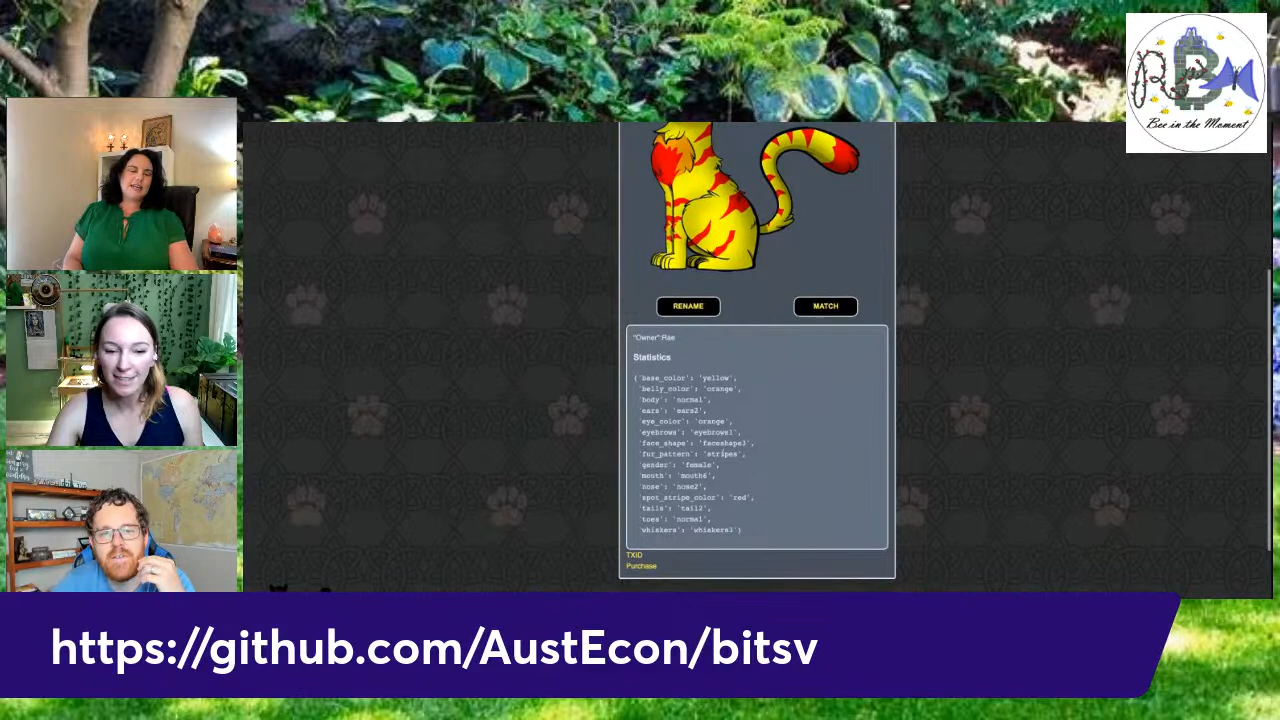 Bee in the Moment
RENAME
MATCH
"Owner":Rae
Statistics
{'base_color': 'yellow',
'belly_color': 'orange',
'body': 'normal',
'ears': 'ears2',
'eye_color': 'orange',
'eyebrows': 'eyebrows1',
'face_shape': 'faceshape3',
'fur_pattern': 'stripes',
'gender': 'female',
'mouth': 'mouth6',
'nose': 'nose2',
'spot_stripe_color': 'red',
'tails': 'tail2',
'toes': 'normal',
'whiskers': 'whiskers3'}
TXID
Purchase
https://github.com/AustEcon/bitsv